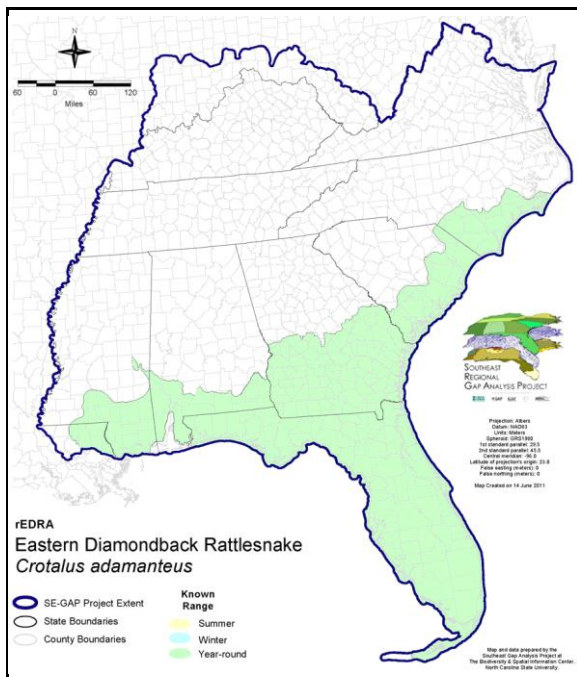 N
60 0 60 120
Miles
SOUTHEAST
REGIONAL
GAP ANALYSIS PROJECT
Projection: Albers
Datum: NAD83
Units: Meters
Spheroid: GRS1980
1st standard parallel: 29.5
2nd standard parallel: 45.5
Central meridian: -96.0
Latitude of projection's origin: 23.0
False easting (meters): 0
False northing (meters): 0
Map Created on 14 June 2011
rEDRA
Eastern Diamondback Rattlesnake
Crotalus adamanteus
SE-GAP Project Extent
State Boundaries
County Boundaries
Known
Range
Summer
Winter
Year-round
Map and data prepared by the
Southeast Gap Analysis Project at
The Biodiversity & Spatial Information Center,
North Carolina State University.